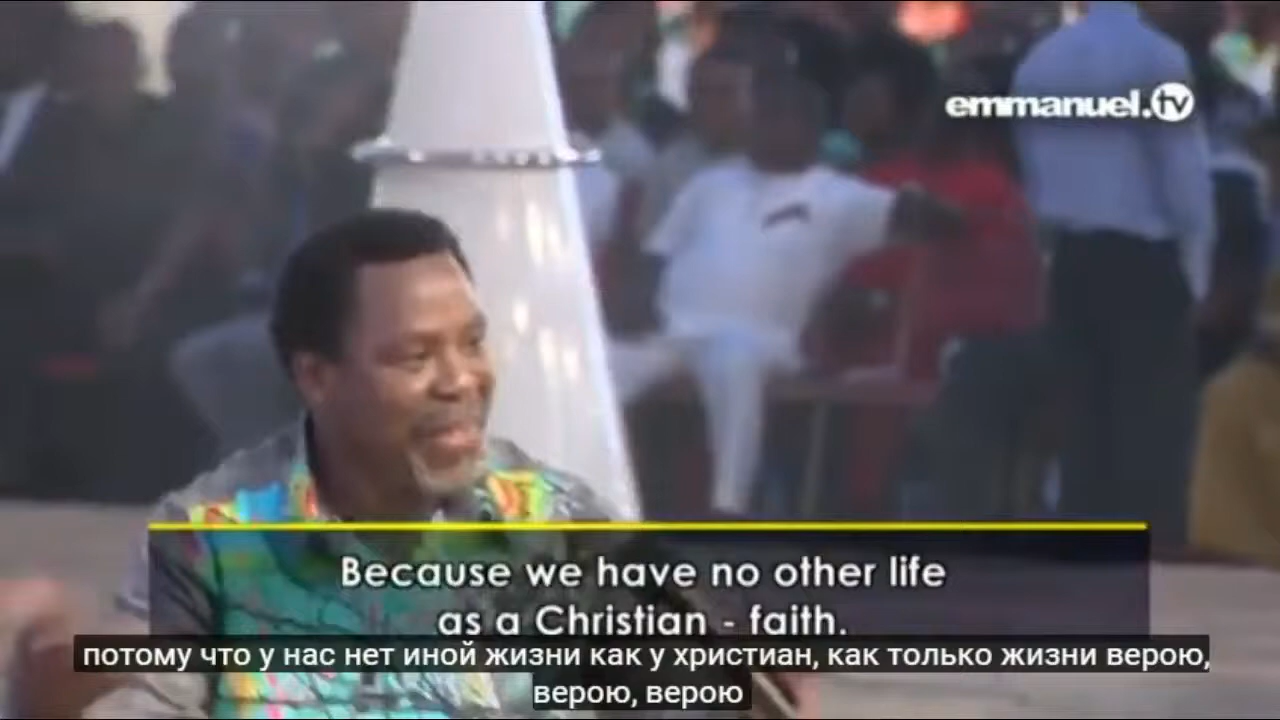 emmanuel.tv
Because we have no other life
as a Christian - faith.
потому что у нас нет иной жизни как у христиан, как только жизни верою,
верою, верою